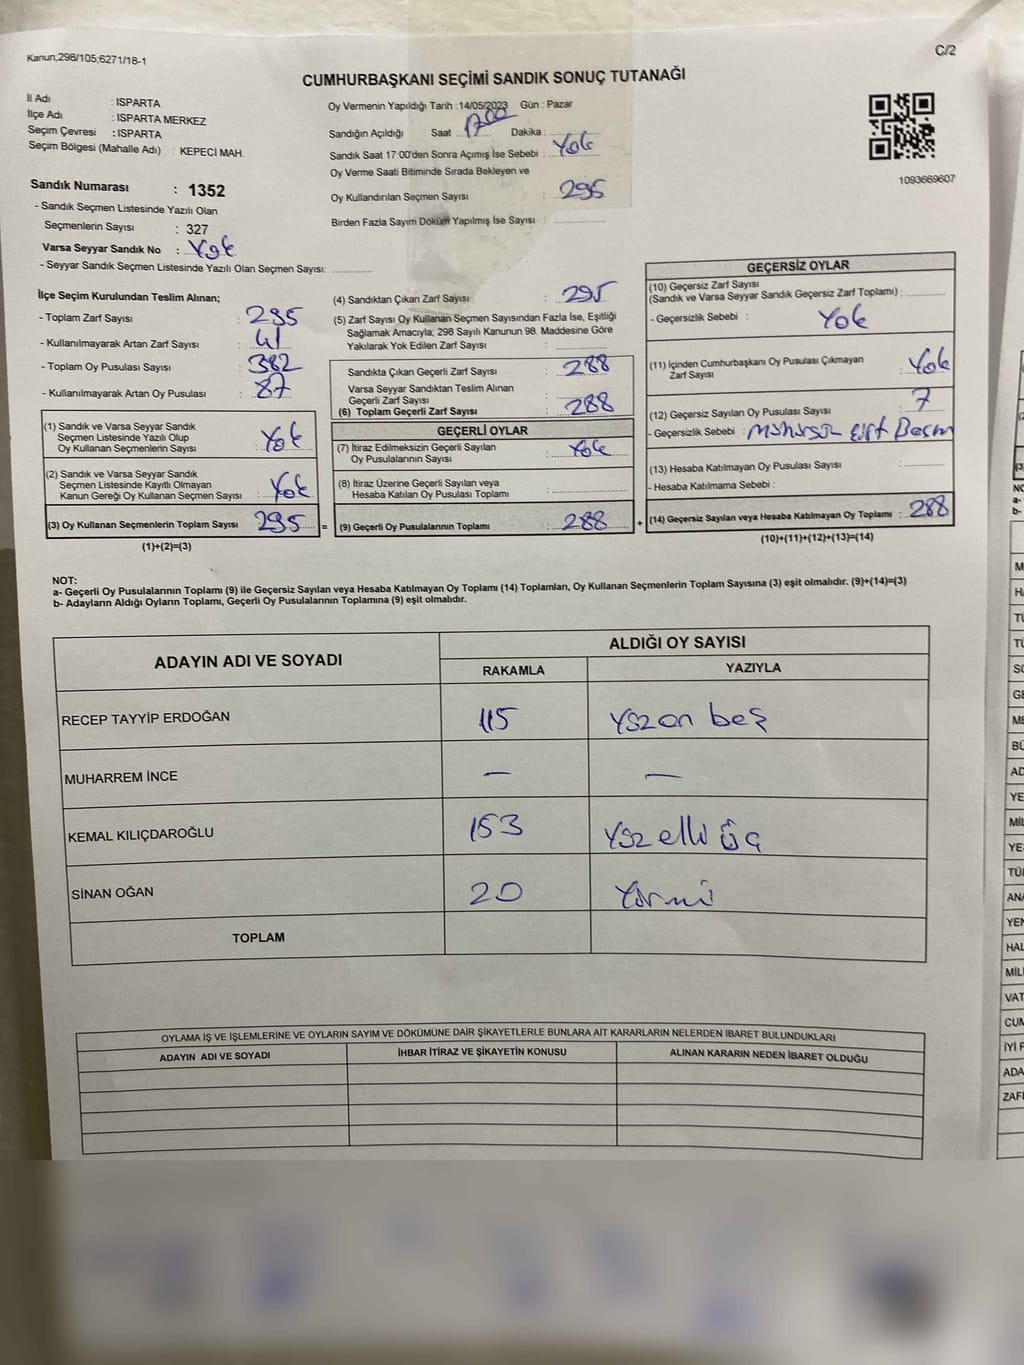 Kanun;298/105;6271/18-1
C/2
CUMHURBAŞKANI SEÇİMİ SANDIK SONUÇ TUTANAĞI
İl Adı : ISPARTA
İlçe Adı : ISPARTA MERKEZ
Seçim Çevresi : ISPARTA
Seçim Bölgesi (Mahalle Adı) : KEPECİ MAH.
Sandık Numarası : 1352
- Sandık Seçmen Listesinde Yazılı Olan
Seçmenlerin Sayısı : 327
Varsa Seyyar Sandık No : Yok
- Seyyar Sandık Seçmen Listesinde Yazılı Olan Seçmen Sayısı:
Oy Vermenin Yapıldığı Tarih : 14/05/2023 Gün : Pazar
Sandığın Açıldığı Saat 17:00 Dakika :
Sandık Saat 17:00'den Sonra Açımış İse Sebebi : Yok
Oy Verme Saati Bitiminde Sırada Bekleyen ve
Oy Kullandırılan Seçmen Sayısı : 295
Birden Fazla Sayım Döküm Yapılmış İse Sayısı :
1093669607
İlçe Seçim Kurulundan Teslim Alınan;
- Toplam Zarf Sayısı : 295
- Kullanılmayarak Artan Zarf Sayısı : 41
- Toplam Oy Pusulası Sayısı : 382
- Kullanılmayarak Artan Oy Pusulası : 87
(1) Sandık ve Varsa Seyyar Sandık
Seçmen Listesinde Yazılı Olup
Oy Kullanan Seçmenlerin Sayısı : Yok
(2) Sandık ve Varsa Seyyar Sandık
Seçmen Listesinde Kayıtlı Olmayan
Kanun Gereği Oy Kullanan Seçmen Sayısı : Yok
(3) Oy Kullanan Seçmenlerin Toplam Sayısı : 295 =
(1)+(2)=(3)
(4) Sandıktan Çıkan Zarf Sayısı : 295
(5) Zarf Sayısı Oy Kullanan Seçmen Sayısından Fazla İse, Eşitliği
Sağlamak Amacıyla; 298 Sayılı Kanunun 98. Maddesine Göre
Yakılarak Yok Edilen Zarf Sayısı :
Sandıkta Çıkan Geçerli Zarf Sayısı : 288
Varsa Seyyar Sandıktan Teslim Alınan
Geçerli Zarf Sayısı :
(6) Toplam Geçerli Zarf Sayısı : 288
GEÇERLİ OYLAR
(7) İtiraz Edilmeksizin Geçerli Sayılan
Oy Pusulalarının Sayısı : Yok
(8) İtiraz Üzerine Geçerli Sayılan veya
Hesaba Katılan Oy Pusulası Toplamı :
(9) Geçerli Oy Pusulalarının Toplamı : 288 +
GEÇERSİZ OYLAR
(10) Geçersiz Zarf Sayısı
(Sandık ve Varsa Seyyar Sandık Geçersiz Zarf Toplamı) :
- Geçersizlik Sebebi : Yok
(11) İçinden Cumhurbaşkanı Oy Pusulası Çıkmayan
Zarf Sayısı : Yok
(12) Geçersiz Sayılan Oy Pusulası Sayısı : 7
- Geçersizlik Sebebi :
(13) Hesaba Katılmayan Oy Pusulası Sayısı :
- Hesaba Katılmama Sebebi :
(14) Geçersiz Sayılan veya Hesaba Katılmayan Oy Toplamı : 288
(10)+(11)+(12)+(13)=(14)
NOT:
a- Geçerli Oy Pusulalarının Toplamı (9) ile Geçersiz Sayılan veya Hesaba Katılmayan Oy Toplamı (14) Toplamları, Oy Kullanan Seçmenlerin Toplam Sayısına (3) eşit olmalıdır. (9)+(14)=(3)
b- Adayların Aldığı Oyların Toplamı, Geçerli Oy Pusulalarının Toplamına (9) eşit olmalıdır.
ADAYIN ADI VE SOYADI
ALDIĞI OY SAYISI
RAKAMLA YAZIYLA
RECEP TAYYİP ERDOĞAN 115 Yüzon beş
MUHARREM İNCE — —
KEMAL KILIÇDAROĞLU 153 Yüz elli üç
SİNAN OĞAN 20 Yirmi
TOPLAM
OYLAMA İŞ VE İŞLEMLERİNE VE OYLARIN SAYIM VE DÖKÜMÜNE DAİR ŞİKAYETLERLE BUNLARA AİT KARARLARIN NELERDEN İBARET BULUNDUKLARI
ADAYIN ADI VE SOYADI İHBAR İTİRAZ VE ŞİKAYETİN KONUSU ALINAN KARARIN NEDEN İBARET OLDUĞU